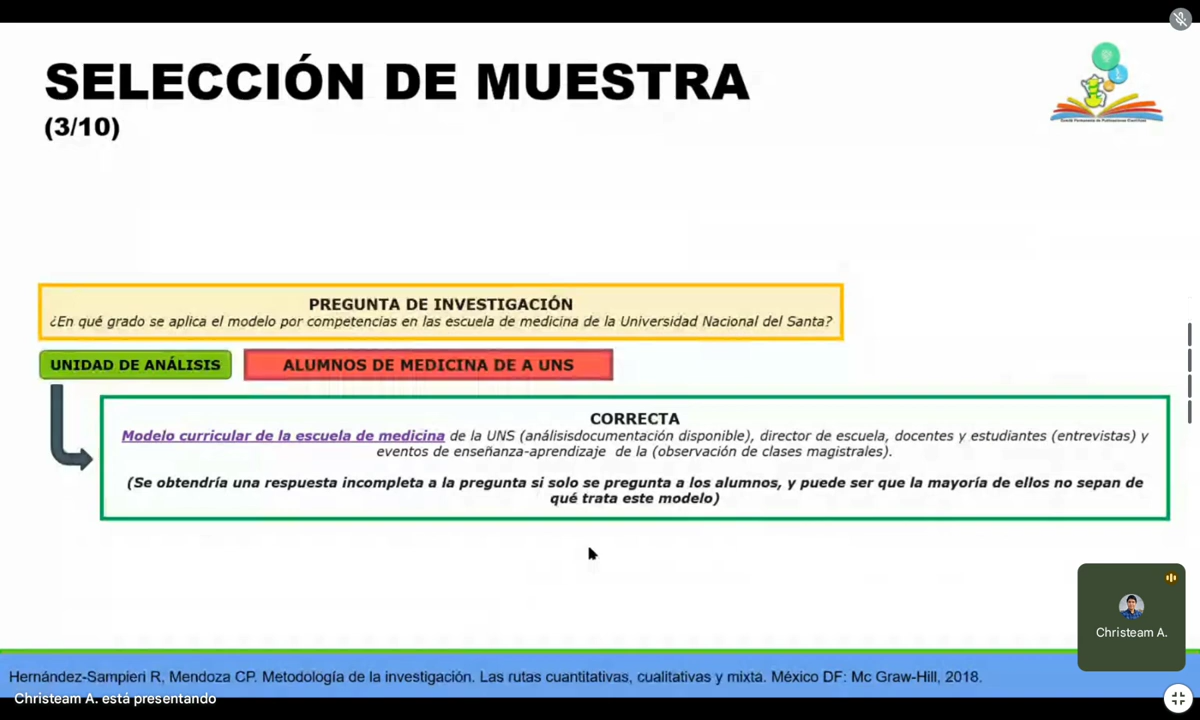 SELECCIÓN DE MUESTRA
(3/10)
PREGUNTA DE INVESTIGACIÓN
¿En qué grado se aplica el modelo por competencias en las escuela de medicina de la Universidad Nacional del Santa?
UNIDAD DE ANÁLISIS
ALUMNOS DE MEDICINA DE A UNS
CORRECTA
Modelo curricular de la escuela de medicina de la UNS (análisisdocumentación disponible), director de escuela, docentes y estudiantes (entrevistas) y
eventos de enseñanza-aprendizaje de la (observación de clases magistrales).
(Se obtendría una respuesta incompleta a la pregunta si solo se pregunta a los alumnos, y puede ser que la mayoría de ellos no sepan de
qué trata este modelo)
Christeam A.
Hernández-Sampieri R, Mendoza CP. Metodología de la investigación. Las rutas cuantitativas, cualitativas y mixta. México DF: Mc Graw-Hill, 2018.
Christeam A. está presentando